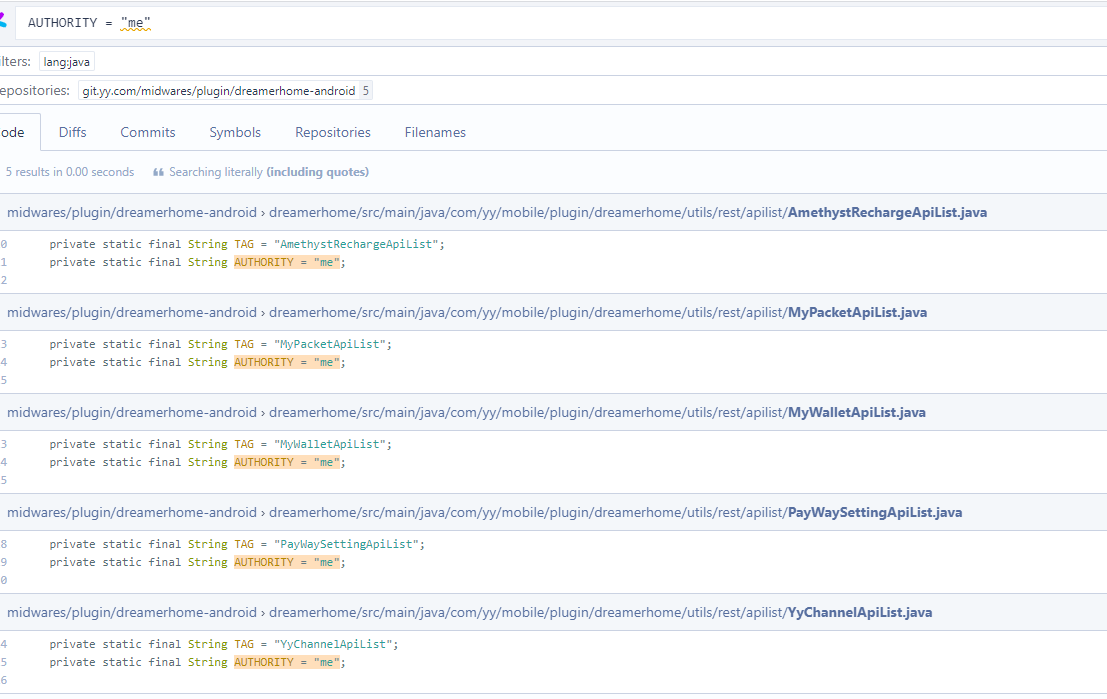 AUTHORITY = "me"
ilters: lang:java
epositories: git.yy.com/midwares/plugin/dreamerhome-android 5
ode Diffs Commits Symbols Repositories Filenames
5 results in 0.00 seconds ❝ Searching literally (including quotes)
midwares/plugin/dreamerhome-android › dreamerhome/src/main/java/com/yy/mobile/plugin/dreamerhome/utils/rest/apilist/AmethystRechargeApiList.java
0 private static final String TAG = "AmethystRechargeApiList";
1 private static final String AUTHORITY = "me";
2
midwares/plugin/dreamerhome-android › dreamerhome/src/main/java/com/yy/mobile/plugin/dreamerhome/utils/rest/apilist/MyPacketApiList.java
3 private static final String TAG = "MyPacketApiList";
4 private static final String AUTHORITY = "me";
5
midwares/plugin/dreamerhome-android › dreamerhome/src/main/java/com/yy/mobile/plugin/dreamerhome/utils/rest/apilist/MyWalletApiList.java
3 private static final String TAG = "MyWalletApiList";
4 private static final String AUTHORITY = "me";
5
midwares/plugin/dreamerhome-android › dreamerhome/src/main/java/com/yy/mobile/plugin/dreamerhome/utils/rest/apilist/PayWaySettingApiList.java
8 private static final String TAG = "PayWaySettingApiList";
9 private static final String AUTHORITY = "me";
0
midwares/plugin/dreamerhome-android › dreamerhome/src/main/java/com/yy/mobile/plugin/dreamerhome/utils/rest/apilist/YyChannelApiList.java
4 private static final String TAG = "YyChannelApiList";
5 private static final String AUTHORITY = "me";
6